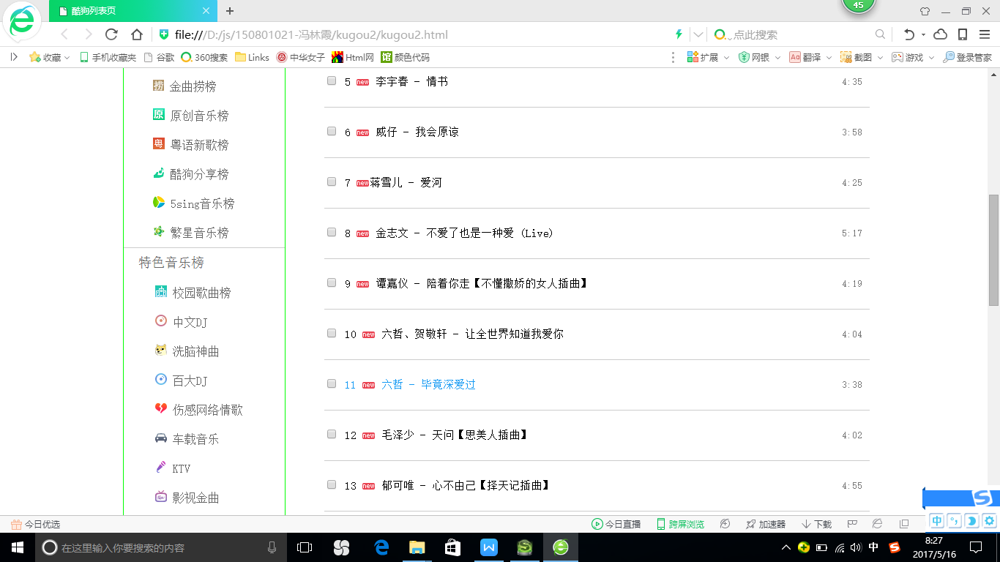 45
酷狗列表页
file:///D:/js/150801021-冯林霞/kugou2/kugou2.html
点此搜索
收藏 手机收藏夹 谷歌 360搜索 Links 中华女子 Html网 颜色代码 扩展 网银 翻译 截图 游戏 登录管家
捞 金曲捞榜
原 原创音乐榜
粤 粤语新歌榜
酷狗分享榜
5sing音乐榜
繁星音乐榜
特色音乐榜
校园歌曲榜
中文DJ
洗脑神曲
百大DJ
伤感网络情歌
车载音乐
KTV
影视金曲
5 new 李宇春 - 情书 4:35
6 new 威仔 - 我会原谅 3:58
7 new蒋雪儿 - 爱河 4:25
8 new 金志文 - 不爱了也是一种爱 (Live) 5:17
9 new 谭嘉仪 - 陪着你走【不懂撒娇的女人插曲】 4:19
10 new 六哲、贺敬轩 - 让全世界知道我爱你 4:04
11 new 六哲 - 毕竟深爱过 3:38
12 new 毛泽少 - 天问【思美人插曲】 4:02
13 new 郁可唯 - 心不由己【择天记插曲】 4:55
中
今日优选 今日直播 跨屏浏览 加速器 下载
在这里输入你要搜索的内容
中
8:27
2017/5/16